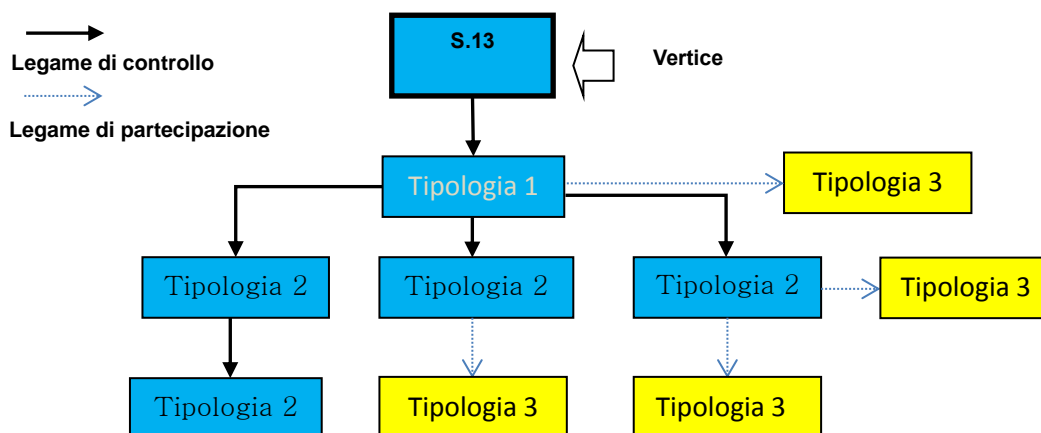 S.13
Legame di controllo
Vertice
Legame di partecipazione
Tipologia 1
Tipologia 3
Tipologia 2
Tipologia 2
Tipologia 2
Tipologia 3
Tipologia 2
Tipologia 3
Tipologia 3